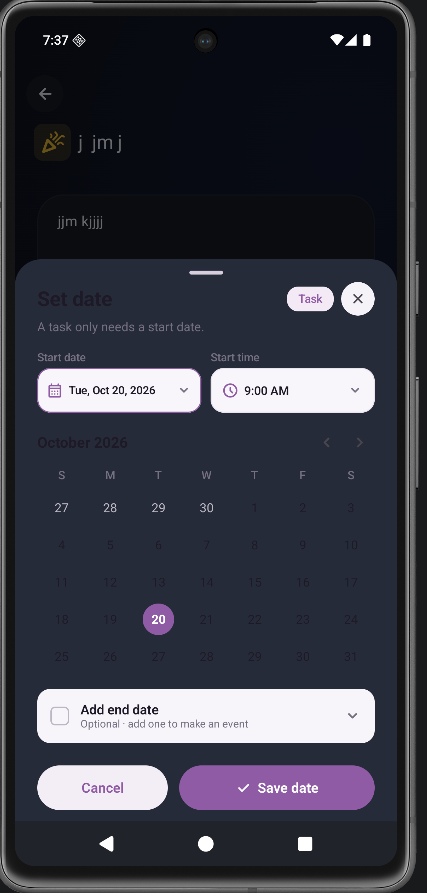 7:37
j jm j
jjm kjjjj
Set date
Task
A task only needs a start date.
Start date Start time
Tue, Oct 20, 2026 9:00 AM
October 2026
S M T W T F S
27 28 29 30 1 2 3
4 5 6 7 8 9 10
11 12 13 14 15 16 17
18 19 20 21 22 23 24
25 26 27 28 29 30 31
Add end date
Optional · add one to make an event
Cancel Save date